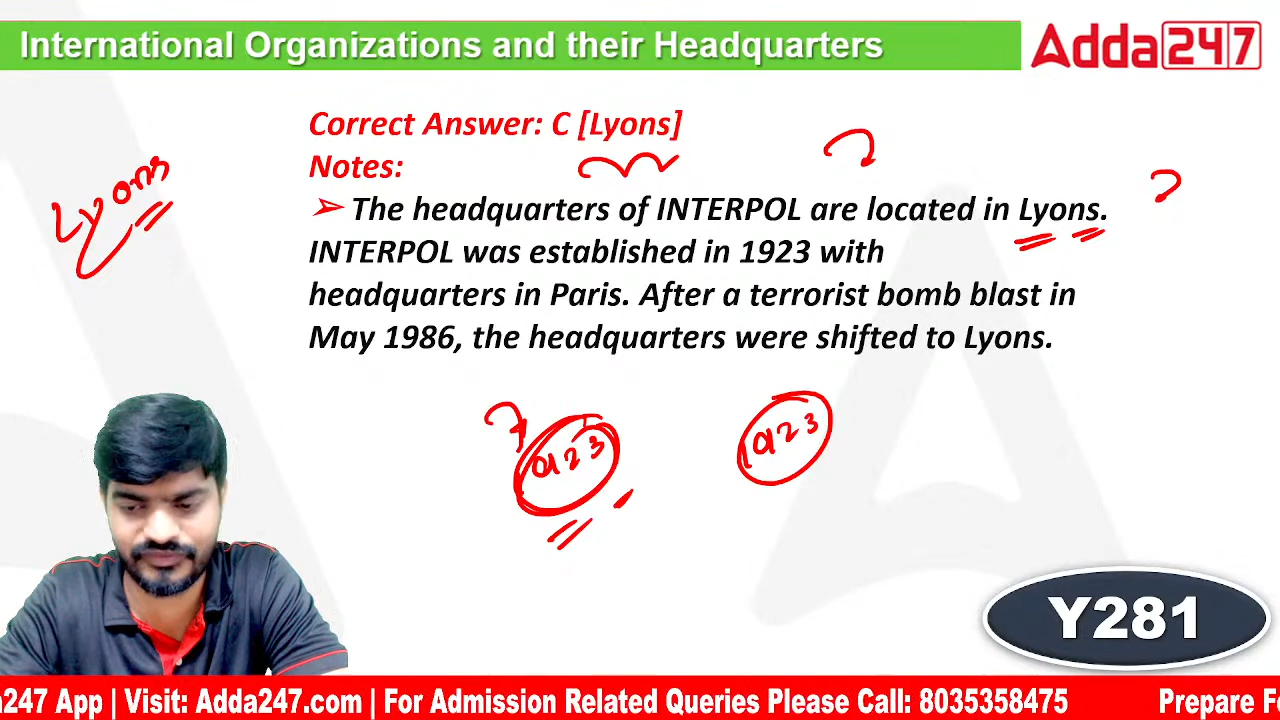 International Organizations and their Headquarters
Adda247
Correct Answer: C [Lyons]
Notes:
➢ The headquarters of INTERPOL are located in Lyons.
INTERPOL was established in 1923 with
headquarters in Paris. After a terrorist bomb blast in
May 1986, the headquarters were shifted to Lyons.
Lyons
1923
1923
Y281
a247 App | Visit: Adda247.com | For Admission Related Queries Please Call: 8035358475
Prepare Fo